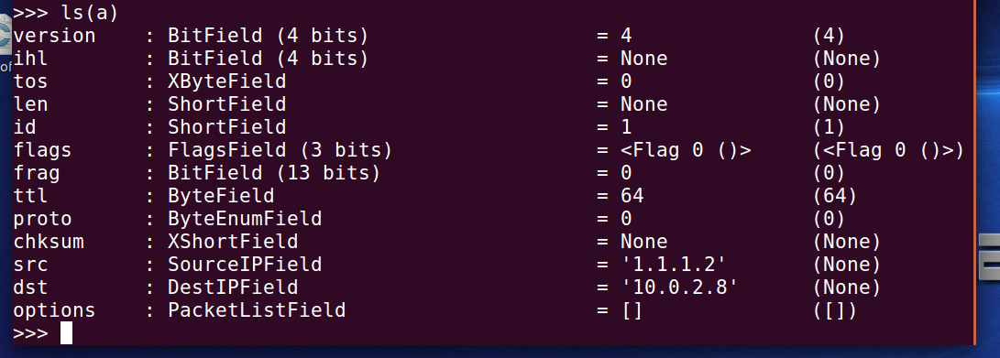 >>> ls(a)
version    : BitField (4 bits)                   = 4               (4)
ihl        : BitField (4 bits)                   = None            (None)
tos        : XByteField                          = 0               (0)
len        : ShortField                          = None            (None)
id         : ShortField                          = 1               (1)
flags      : FlagsField (3 bits)                 = <Flag 0 ()>     (<Flag 0 ()>)
frag       : BitField (13 bits)                  = 0               (0)
ttl        : ByteField                           = 64              (64)
proto      : ByteEnumField                       = 0               (0)
chksum     : XShortField                         = None            (None)
src        : SourceIPField                       = '1.1.1.2'       (None)
dst        : DestIPField                         = '10.0.2.8'      (None)
options    : PacketListField                     = []              ([])
>>>
of